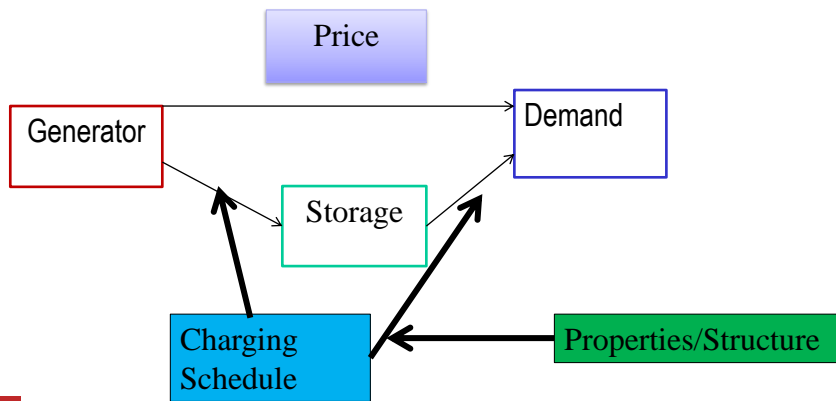 Price
Generator
Demand
Storage
Charging
Schedule
Properties/Structure